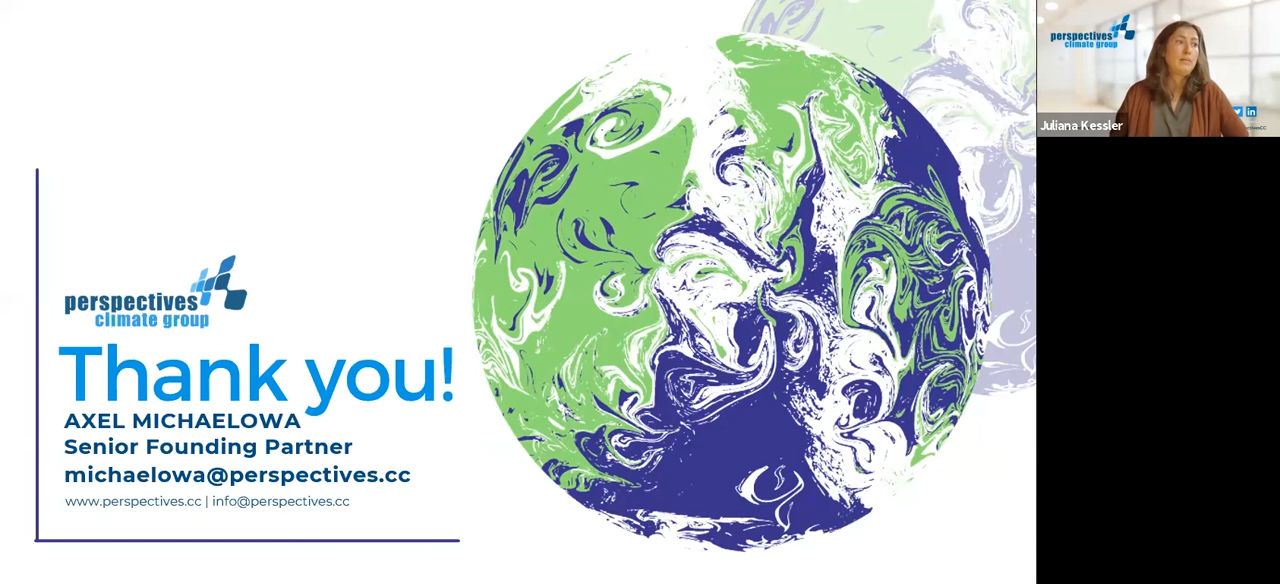 perspectives
climate group
Thank you!
AXEL MICHAELOWA
Senior Founding Partner
michaelowa@perspectives.cc
www.perspectives.cc | info@perspectives.cc
perspectives
climate group
Juliana Kessler